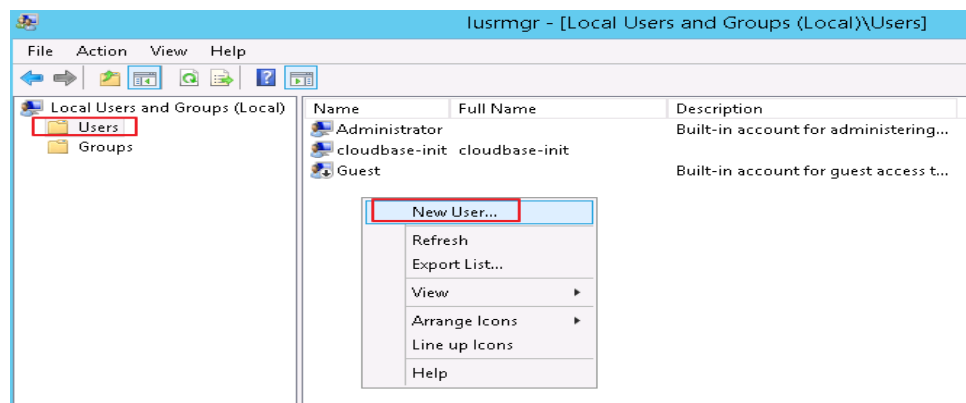 lusrmgr - [Local Users and Groups (Local)\Users]
File Action View Help
Local Users and Groups (Local)
Users
Groups
Name Full Name Description
Administrator Built-in account for administering...
cloudbase-init cloudbase-init
Guest Built-in account for guest access t...
New User...
Refresh
Export List...
View
Arrange Icons
Line up Icons
Help